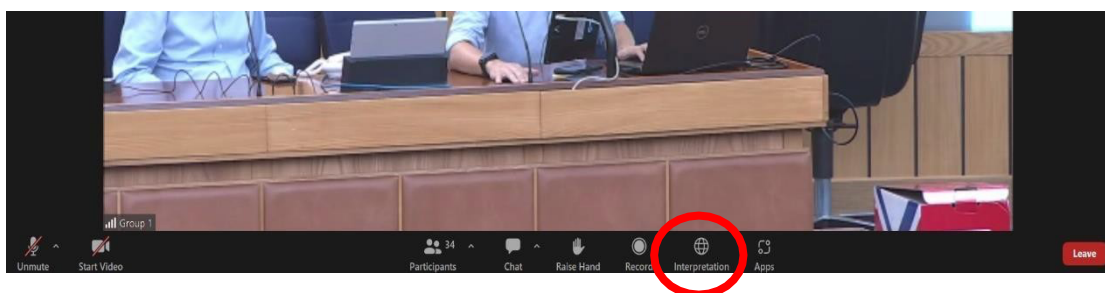 Group 1
34
Unmute
Start Video
Participants
Chat
Raise Hand
Record
Interpretation
Apps
Leave